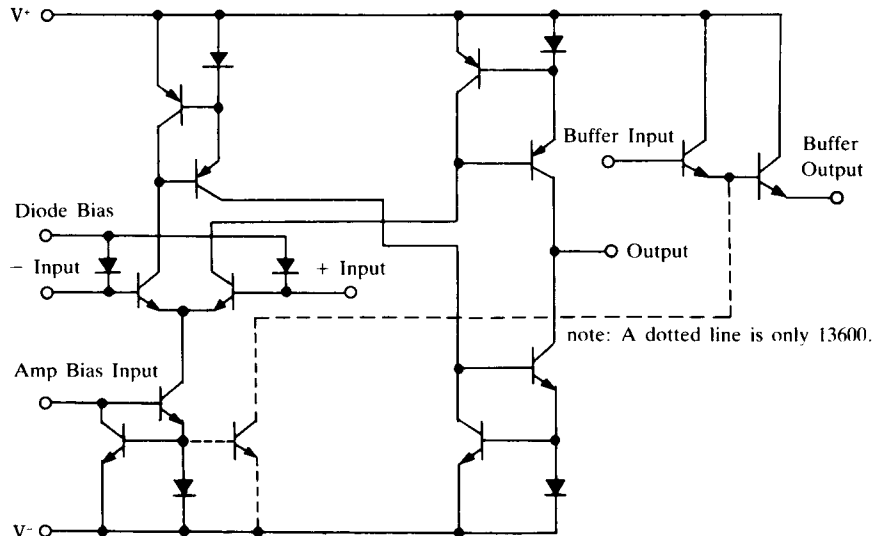 V+
Buffer Input
Buffer
Output
Diode Bias
– Input
+ Input
Output
note: A dotted line is only 13600.
Amp Bias Input
V–